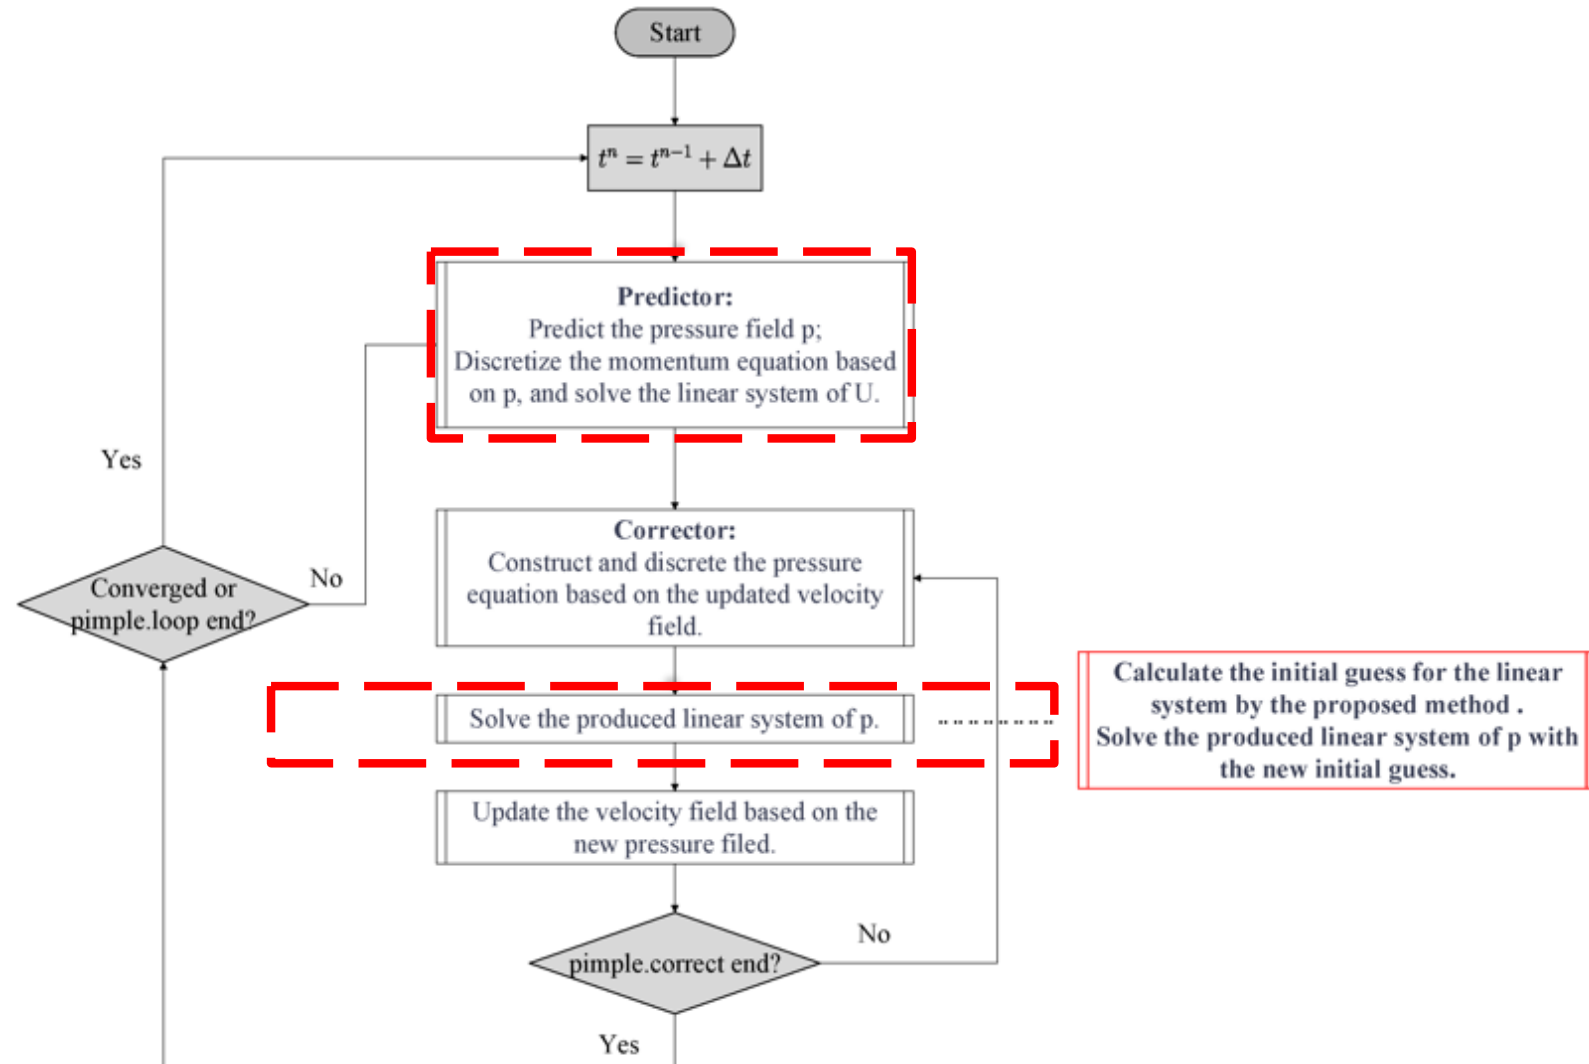 Start
tⁿ = tⁿ⁻¹ + Δt
Predictor:
Predict the pressure field p;
Discretize the momentum equation based
on p, and solve the linear system of U.
Yes
Corrector:
Construct and discrete the pressure
equation based on the updated velocity
field.
Converged or
pimple.loop end?
No
Solve the produced linear system of p.
Calculate the initial guess for the linear
system by the proposed method .
Solve the produced linear system of p with
the new initial guess.
Update the velocity field based on the
new pressure filed.
pimple.correct end?
No
Yes